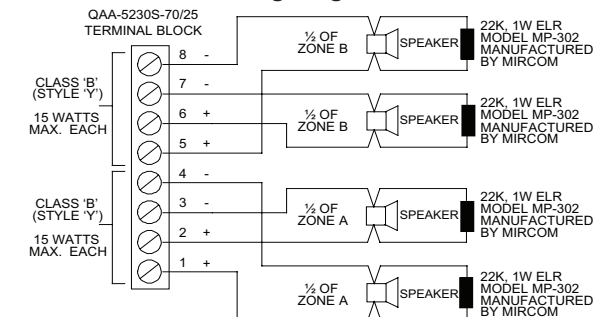 QAA-5230S-70/25
TERMINAL BLOCK
8 -
7 -
6 +
5 +
4 -
3 -
2 +
1 +
CLASS 'B'
(STYLE 'Y')
15 WATTS
MAX. EACH
CLASS 'B'
(STYLE 'Y')
15 WATTS
MAX. EACH
½ OF
ZONE B
SPEAKER
22K, 1W ELR
MODEL MP-302
MANUFACTURED
BY MIRCOM
½ OF
ZONE B
SPEAKER
22K, 1W ELR
MODEL MP-302
MANUFACTURED
BY MIRCOM
½ OF
ZONE A
SPEAKER
22K, 1W ELR
MODEL MP-302
MANUFACTURED
BY MIRCOM
½ OF
ZONE A
SPEAKER
22K, 1W ELR
MODEL MP-302
MANUFACTURED
BY MIRCOM